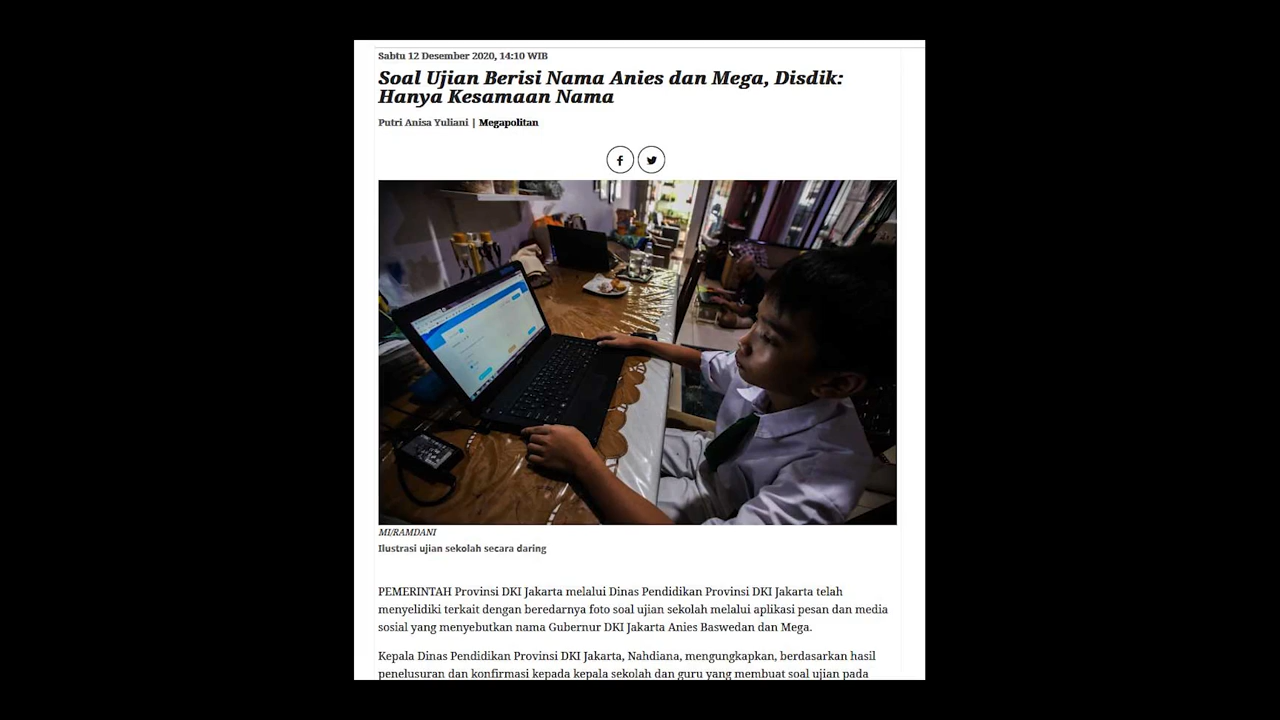 Sabtu 12 Desember 2020, 14:10 WIB
Soal Ujian Berisi Nama Anies dan Mega, Disdik:
Hanya Kesamaan Nama
Putri Anisa Yuliani | Megapolitan
MI/RAMDANI
Ilustrasi ujian sekolah secara daring
PEMERINTAH Provinsi DKI Jakarta melalui Dinas Pendidikan Provinsi DKI Jakarta telah
menyelidiki terkait dengan beredarnya foto soal ujian sekolah melalui aplikasi pesan dan media
sosial yang menyebutkan nama Gubernur DKI Jakarta Anies Baswedan dan Mega.
Kepala Dinas Pendidikan Provinsi DKI Jakarta, Nahdiana, mengungkapkan, berdasarkan hasil
penelusuran dan konfirmasi kepada kepala sekolah dan guru yang membuat soal ujian pada